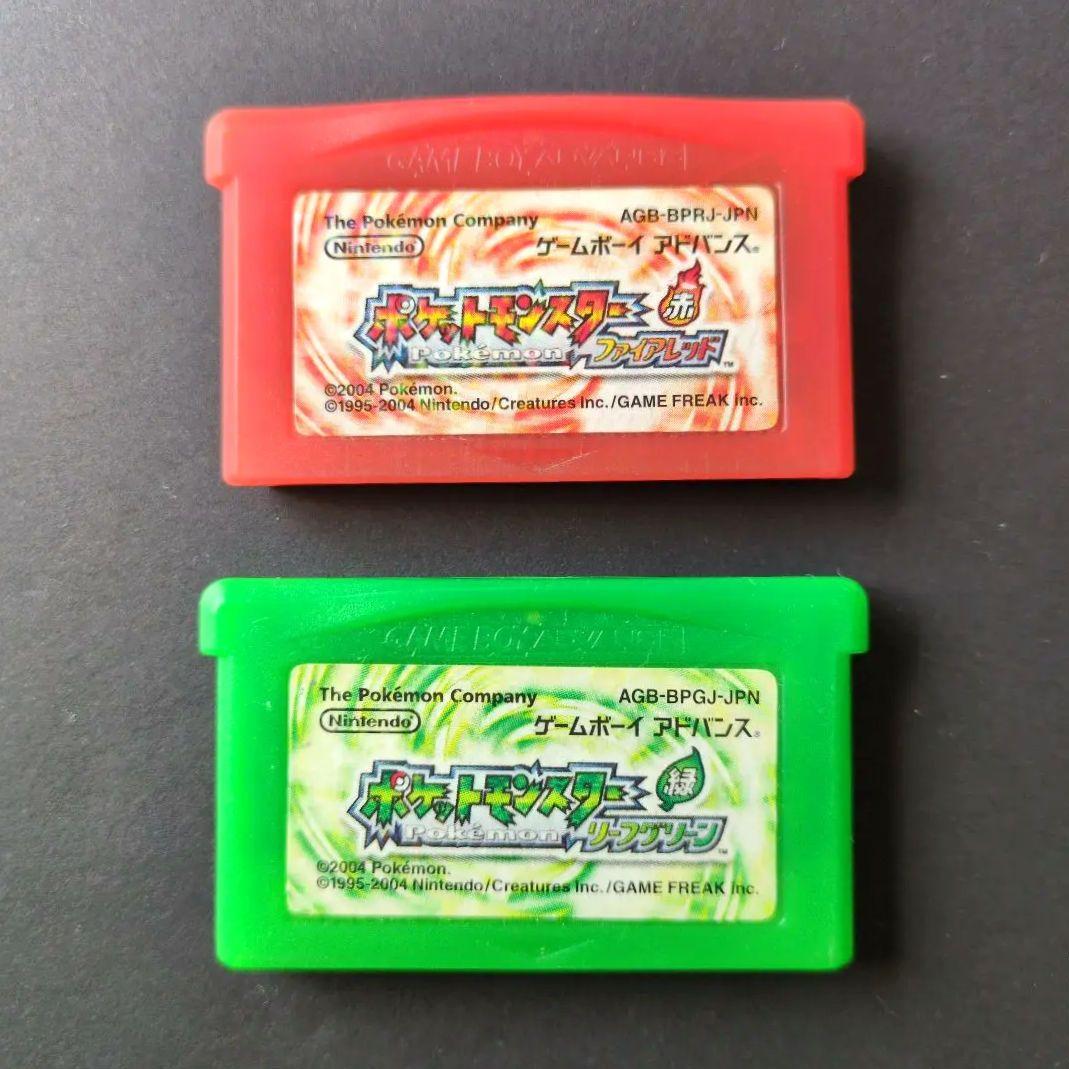 GAME BOY ADVANCE
The Pokémon Company AGB-BPRJ-JPN
Nintendo ゲームボーイ アドバンス
ポケットモンスター 赤
Pokémon ファイアレッド™
©2004 Pokémon.
©1995-2004 Nintendo/Creatures Inc./GAME FREAK inc.
GAME BOY ADVANCE
The Pokémon Company AGB-BPGJ-JPN
Nintendo ゲームボーイ アドバンス
ポケットモンスター 緑
Pokémon リーフグリーン™
©2004 Pokémon.
©1995-2004 Nintendo/Creatures Inc./GAME FREAK inc.